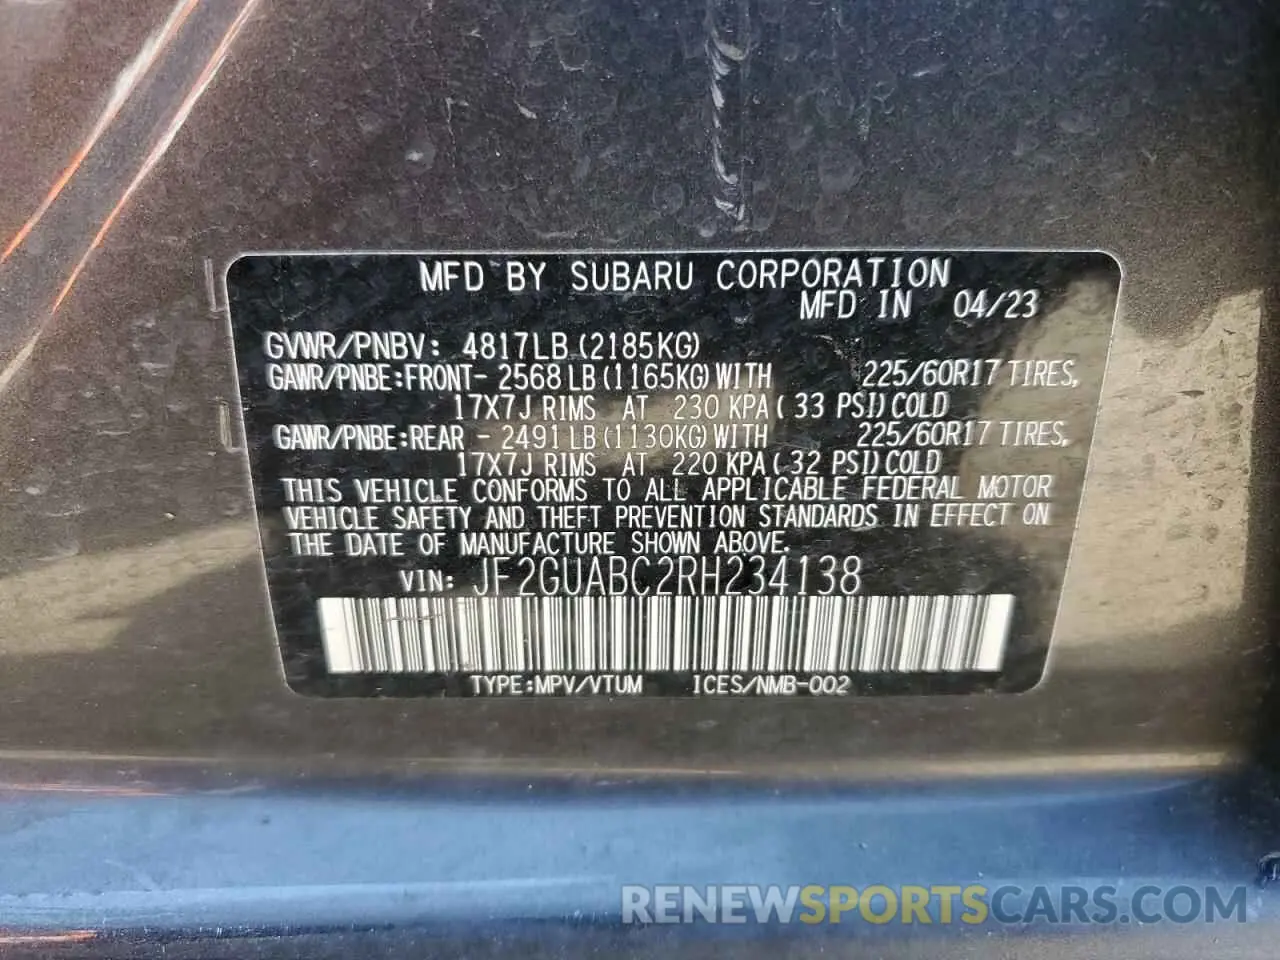 MFD BY SUBARU CORPORATION
MFD IN 04/23
GVWR/PNBV: 4817LB (2185KG)
GAWR/PNBE:FRONT- 2568LB (1165KG) WITH 225/60R17 TIRES,
17X7J RIMS AT 230 KPA ( 33 PSI) COLD
GAWR/PNBE:REAR - 2491LB (1130KG) WITH 225/60R17 TIRES,
17X7J RIMS AT 220 KPA ( 32 PSI) COLD
THIS VEHICLE CONFORMS TO ALL APPLICABLE FEDERAL MOTOR
VEHICLE SAFETY AND THEFT PREVENTION STANDARDS IN EFFECT ON
THE DATE OF MANUFACTURE SHOWN ABOVE.
VIN: JF2GUABC2RH234138
TYPE:MPV/VTUM ICES/NMB-002
RENEWSPORTSCARS.COM